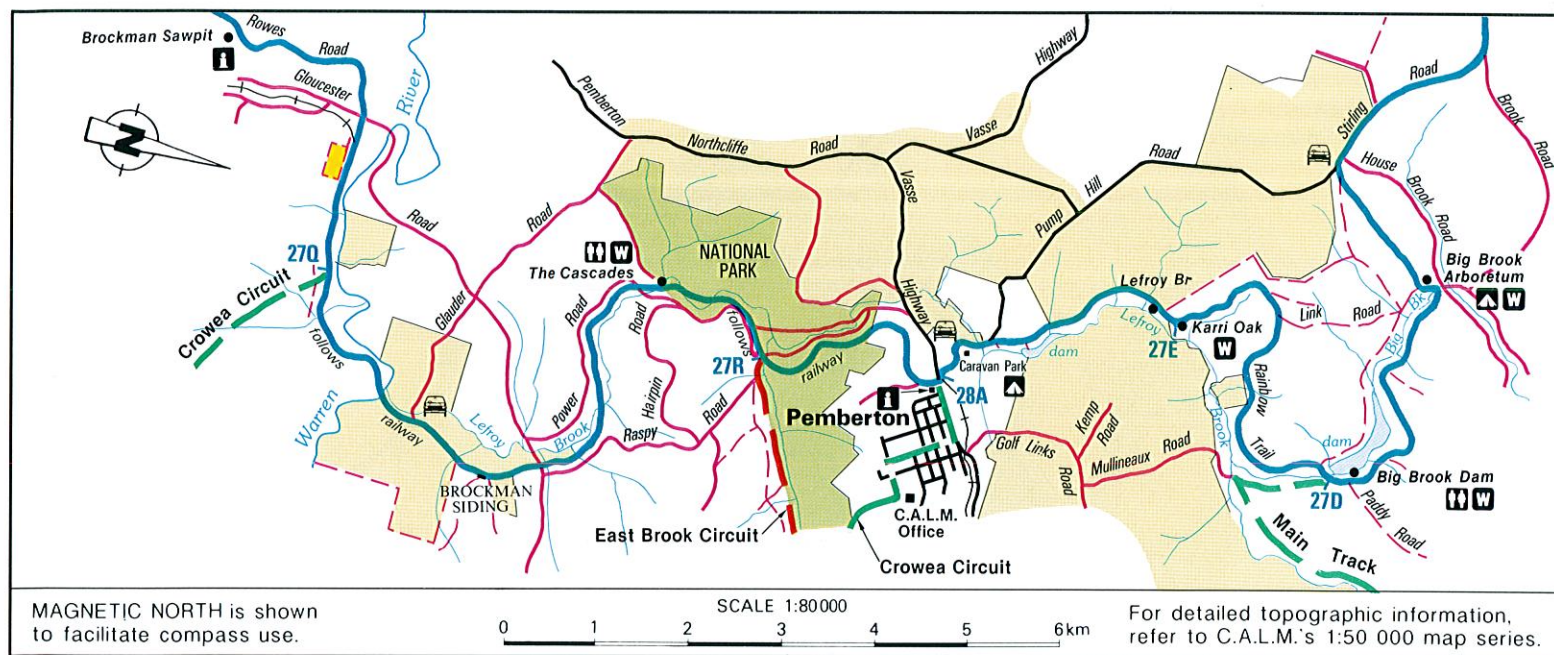 Brockman Sawpit
Rowes
Road
i
Gloucester
River
N
Road
27Q
Crowea Circuit
follows
Warren
Glauder
Road
railway
Lefroy
Brook
BROCKMAN
SIDING
Power
Road
The Cascades
W
Road
Hairpin
Raspy
Road
follows
27R
railway
NATIONAL
PARK
Pemberton
Northcliffe
Road
Vasse
Highway
Vasse
Highway
Pump
Hill
Road
Stirling
Road
House
Brook
Road
Brook
Road
Big Brook
Arboretum
W
Big
Bk
Lefroy Br
Lefroy
Karri Oak
27E
W
Link
Road
Rainbow
Trail
Brook
dam
Caravan Park
28A
i
Pemberton
Golf Links
Road
Kemp
Road
Mullineaux
Road
dam
Big Brook Dam
W
27D
Paddy
Road
Main Track
C.A.L.M.
Office
East Brook Circuit
Crowea Circuit
MAGNETIC NORTH is shown
to facilitate compass use.
SCALE 1:80000
0 1 2 3 4 5 6km
For detailed topographic information,
refer to C.A.L.M.'s 1:50 000 map series.